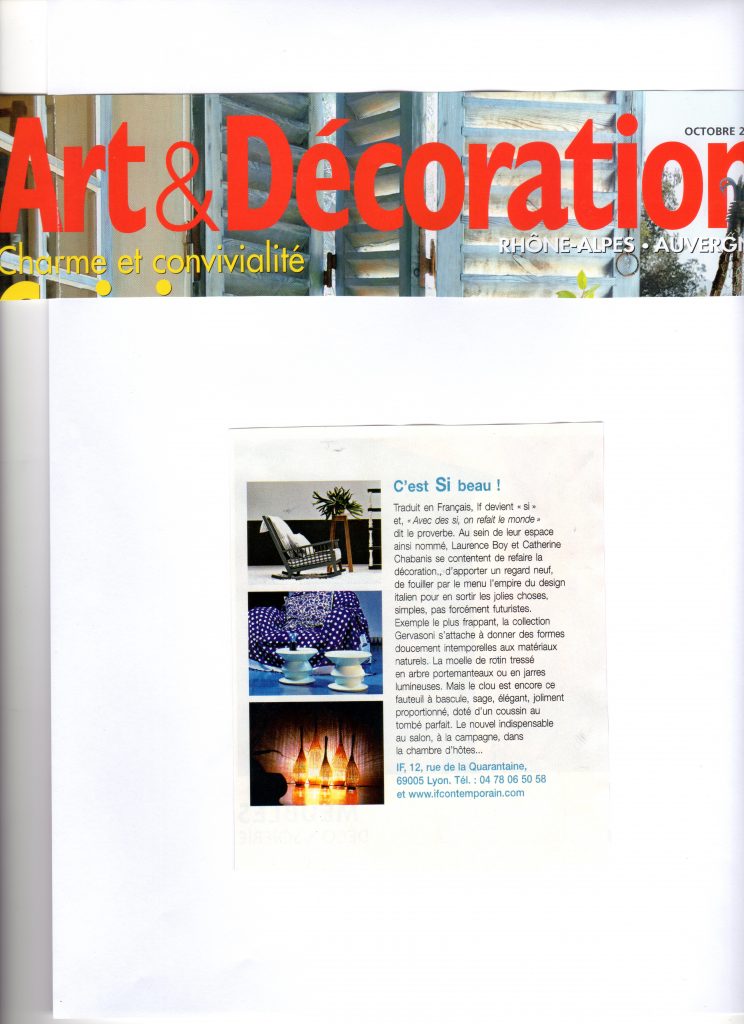 OCTOBRE 2
Art & Décoration
RHÔNE-ALPES • AUVERGN
Charme et convivialité
C'est Si beau !
Traduit en Français, If devient « si »
et, « Avec des si, on refait le monde »
dit le proverbe. Au sein de leur espace
ainsi nommé, Laurence Boy et Catherine
Chabanis se contentent de refaire la
décoration,, d'apporter un regard neuf,
de fouiller par le menu l'empire du design
italien pour en sortir les jolies choses,
simples, pas forcément futuristes.
Exemple le plus frappant, la collection
Gervasoni s'attache à donner des formes
doucement intemporelles aux matériaux
naturels. La moelle de rotin tressé
en arbre portemanteaux ou en jarres
lumineuses. Mais le clou est encore ce
fauteuil à bascule, sage, élégant, joliment
proportionné, doté d'un coussin au
tombé parfait. Le nouvel indispensable
au salon, à la campagne, dans
la chambre d'hôtes...
IF, 12, rue de la Quarantaine,
69005 Lyon. Tél. : 04 78 06 50 58
et www.ifcontemporain.com